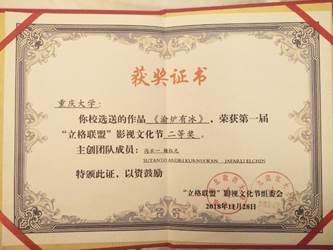 获奖证书
重庆大学:
你校选送的作品《渝炉有冰》, 荣获第一届
“立格联盟”影视文化节 二等奖 。
主创团队成员:
SUTANTO ANDRI KURNIAWAN JAFARLI ELCHIN
特颁此证, 以资鼓励
“立格联盟”影视文化节组委会
2018年11月28日